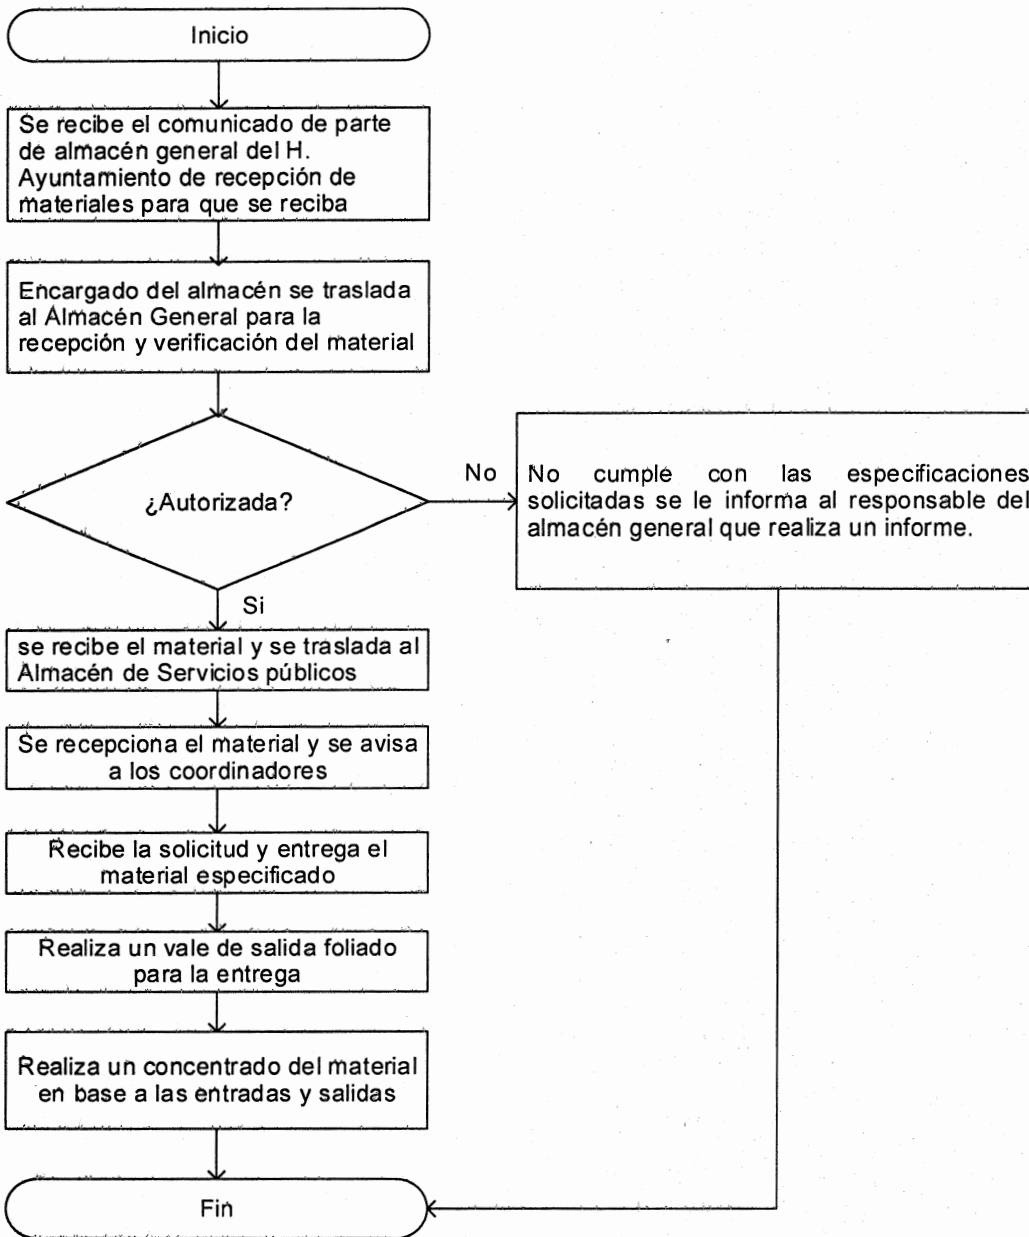 Inicio
Se recibe el comunicado de parte
de almacén general del H.
Ayuntamiento de recepción de
materiales para que se reciba
Encargado del almacén se traslada
al Almacén General para la
recepción y verificación del material
¿Autorizada?
No
No cumple con las especificaciones
solicitadas se le informa al responsable del
almacén general que realiza un informe.
Si
se recibe el material y se traslada al
Almacén de Servicios públicos
Se recepciona el material y se avisa
a los coordinadores
Recibe la solicitud y entrega el
material especificado
Realiza un vale de salida foliado
para la entrega
Realiza un concentrado del material
en base a las entradas y salidas
Fin